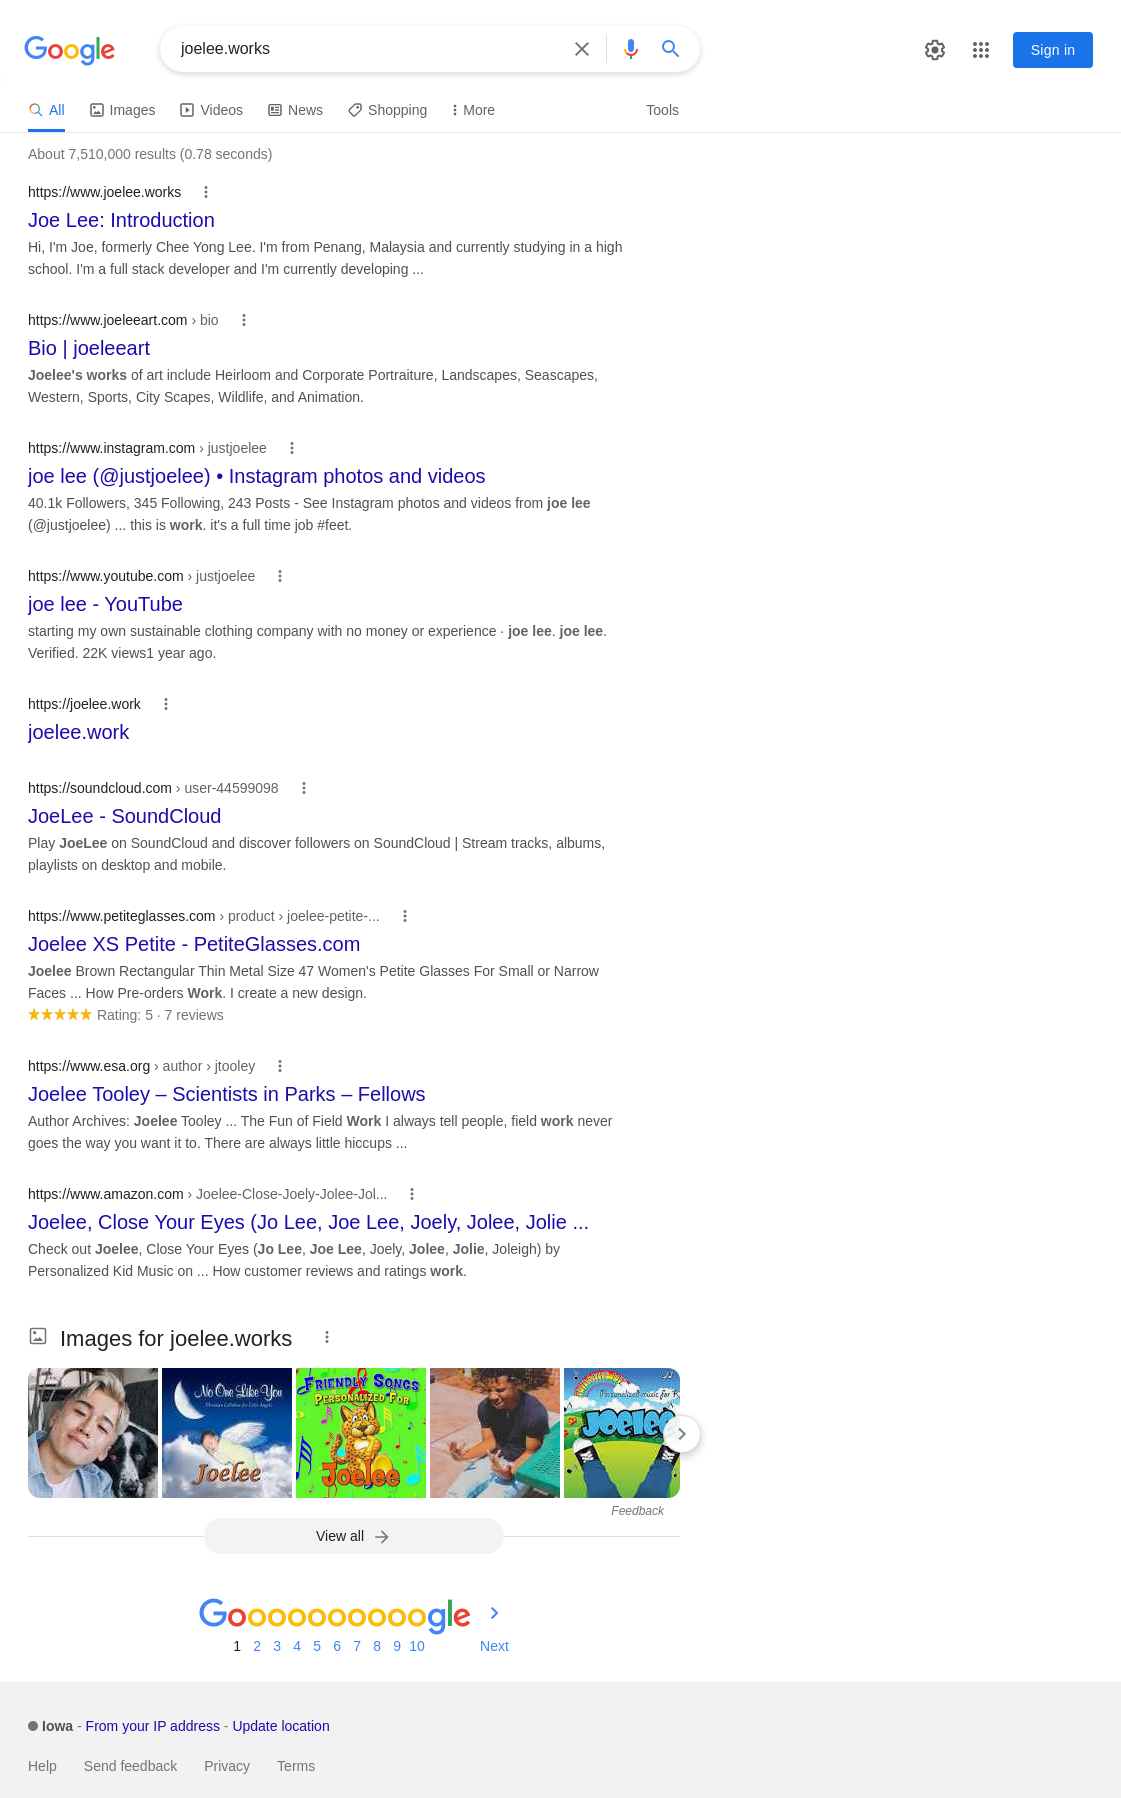 Google
joelee.works
Sign in
All Images Videos News Shopping More Tools
About 7,510,000 results (0.78 seconds)
https://www.joelee.works
Joe Lee: Introduction
Hi, I'm Joe, formerly Chee Yong Lee. I'm from Penang, Malaysia and currently studying in a high
school. I'm a full stack developer and I'm currently developing ...
https://www.joeleeart.com › bio
Bio | joeleeart
Joelee's works of art include Heirloom and Corporate Portraiture, Landscapes, Seascapes,
Western, Sports, City Scapes, Wildlife, and Animation.
https://www.instagram.com › justjoelee
joe lee (@justjoelee) • Instagram photos and videos
40.1k Followers, 345 Following, 243 Posts - See Instagram photos and videos from joe lee
(@justjoelee) ... this is work. it's a full time job #feet.
https://www.youtube.com › justjoelee
joe lee - YouTube
starting my own sustainable clothing company with no money or experience · joe lee. joe lee.
Verified. 22K views1 year ago.
https://joelee.work
joelee.work
https://soundcloud.com › user-44599098
JoeLee - SoundCloud
Play JoeLee on SoundCloud and discover followers on SoundCloud | Stream tracks, albums,
playlists on desktop and mobile.
https://www.petiteglasses.com › product › joelee-petite-...
Joelee XS Petite - PetiteGlasses.com
Joelee Brown Rectangular Thin Metal Size 47 Women's Petite Glasses For Small or Narrow
Faces ... How Pre-orders Work. I create a new design.
Rating: 5 · 7 reviews
https://www.esa.org › author › jtooley
Joelee Tooley – Scientists in Parks – Fellows
Author Archives: Joelee Tooley ... The Fun of Field Work I always tell people, field work never
goes the way you want it to. There are always little hiccups ...
https://www.amazon.com › Joelee-Close-Joely-Jolee-Jol...
Joelee, Close Your Eyes (Jo Lee, Joe Lee, Joely, Jolee, Jolie ...
Check out Joelee, Close Your Eyes (Jo Lee, Joe Lee, Joely, Jolee, Jolie, Joleigh) by
Personalized Kid Music on ... How customer reviews and ratings work.
Images for joelee.works
No One Like You
Joelee
FRIENDLY SONGS
PERSONALIZED FOR
Joelee
Personalized music for K
Joelee
Feedback
View all
Goooooooooogle
1 2 3 4 5 6 7 8 9 10 Next
Iowa - From your IP address - Update location
Help Send feedback Privacy Terms